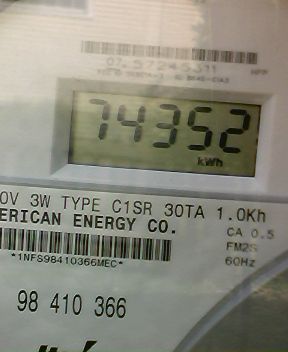 74352
kWh
0V 3W TYPE C1SR 30TA 1.0Kh
ERICAN ENERGY CO.
CA 0.5
FM2S
*1NFS98410366MEC*
60Hz
98 410 366